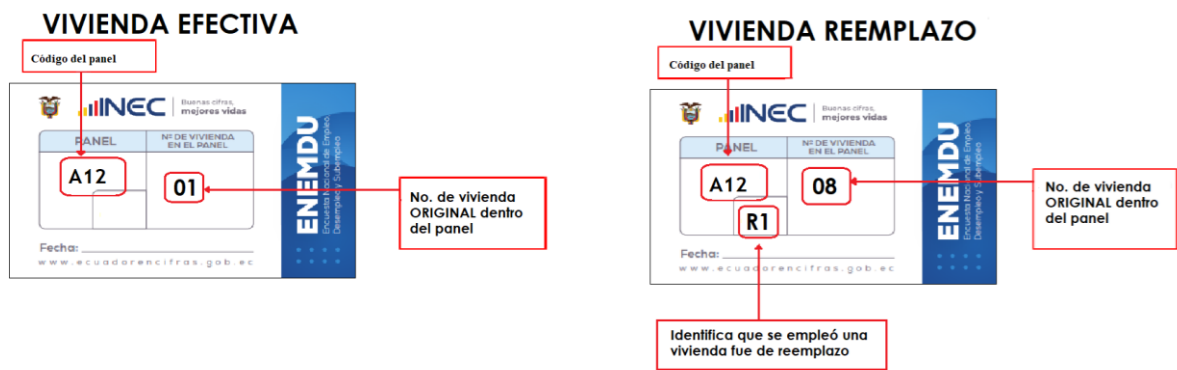 VIVIENDA EFECTIVA
Código del panel
INEC
Buenas cifras,
mejores vidas
PANEL
Nº DE VIVIENDA
EN EL PANEL
A12
01
Fecha:
www.ecuadorencifras.gob.ec
ENEMDU
Encuesta Nacional de Empleo,
Desempleo y Subempleo
No. de vivienda
ORIGINAL dentro
del panel
VIVIENDA REEMPLAZO
Código del panel
INEC
Buenas cifras,
mejores vidas
PANEL
Nº DE VIVIENDA
EN EL PANEL
A12
08
R1
Fecha:
www.ecuadorencifras.gob.ec
ENEMDU
Encuesta Nacional de Empleo,
Desempleo y Subempleo
No. de vivienda
ORIGINAL dentro
del panel
Identifica que se empleó una
vivienda fue de reemplazo